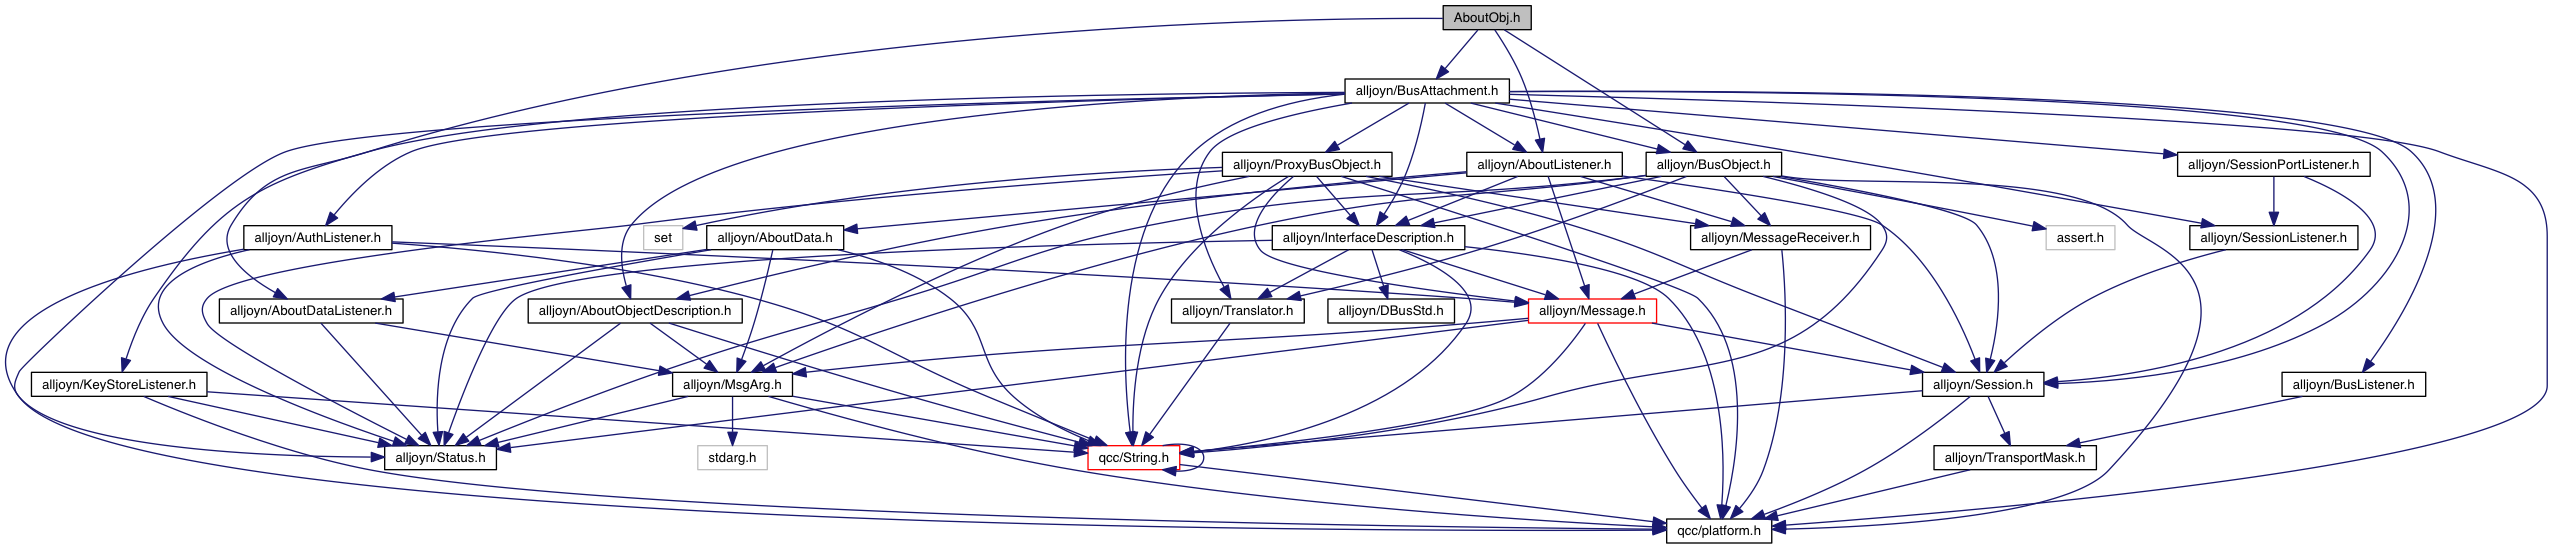 AboutObj.h
alljoyn/BusAttachment.h
alljoyn/ProxyBusObject.h
alljoyn/AboutListener.h
alljoyn/BusObject.h
alljoyn/SessionPortListener.h
alljoyn/AuthListener.h
set
alljoyn/AboutData.h
alljoyn/InterfaceDescription.h
alljoyn/MessageReceiver.h
assert.h
alljoyn/SessionListener.h
alljoyn/AboutDataListener.h
alljoyn/AboutObjectDescription.h
alljoyn/Translator.h
alljoyn/DBusStd.h
alljoyn/Message.h
alljoyn/KeyStoreListener.h
alljoyn/MsgArg.h
alljoyn/Session.h
alljoyn/BusListener.h
alljoyn/Status.h
stdarg.h
qcc/String.h
alljoyn/TransportMask.h
qcc/platform.h